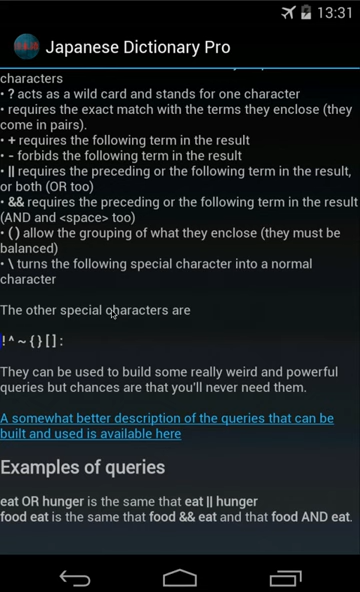 13:31
Japanese Dictionary Pro
characters
• ? acts as a wild card and stands for one character
• requires the exact match with the terms they enclose (they
come in pairs).
• + requires the following term in the result
• - forbids the following term in the result
• || requires the preceding or the following term in the result,
or both (OR too)
• && requires the preceding or the following term in the result
(AND and <space> too)
• ( ) allow the grouping of what they enclose (they must be
balanced)
• \ turns the following special character into a normal
character
The other special characters are
! ^ ~ { } [ ] :
They can be used to build some really weird and powerful
queries but chances are that you'll never need them.
A somewhat better description of the queries that can be
built and used is available here
Examples of queries
eat OR hunger is the same that eat || hunger
food eat is the same that food && eat and that food AND eat.